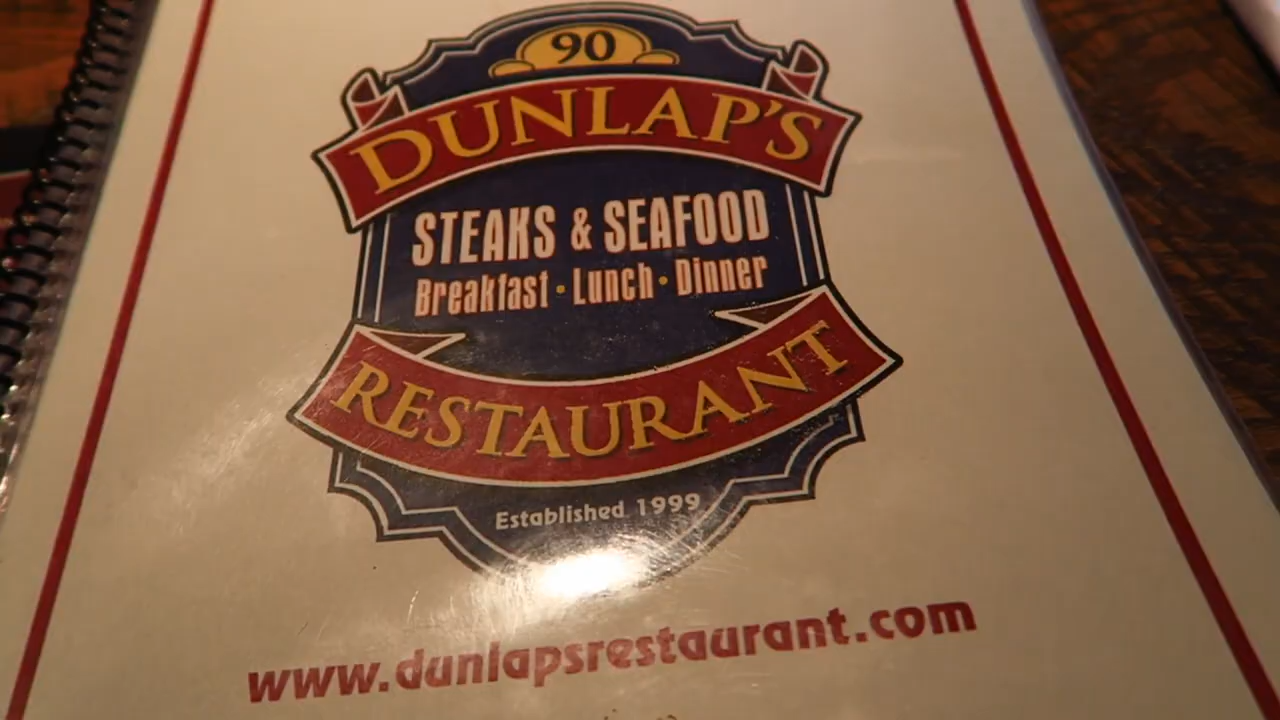 90
DUNLAP'S
STEAKS & SEAFOOD
Breakfast · Lunch · Dinner
RESTAURANT
Established 1999
www.dunlapsrestaurant.com